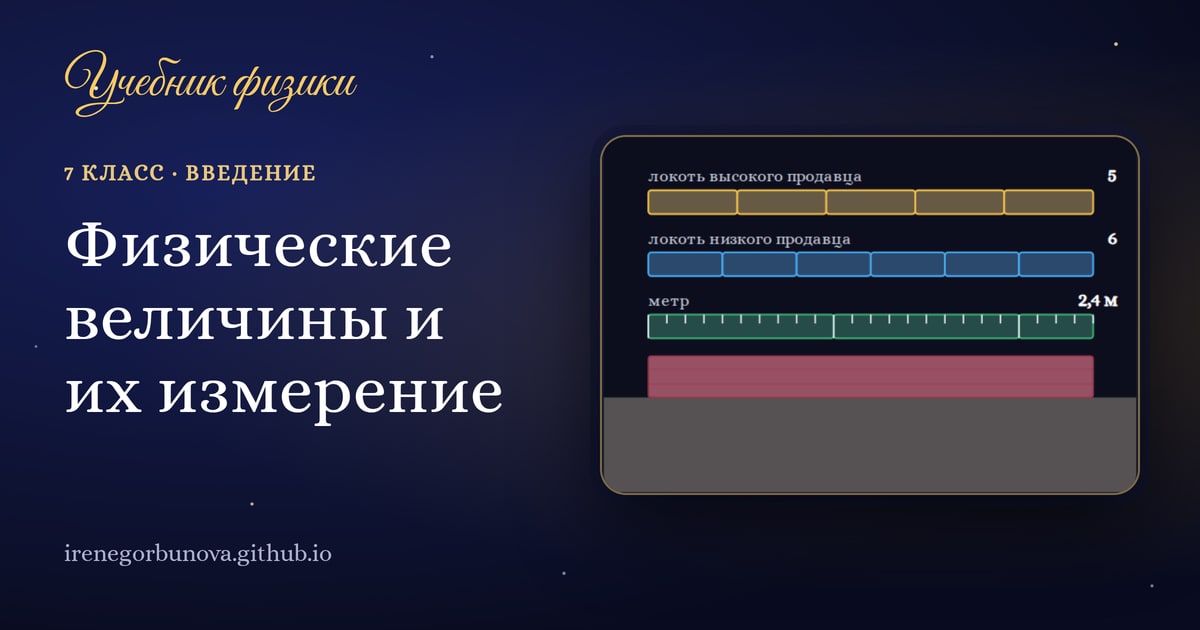 Учебник физики
7 КЛАСС · ВВЕДЕНИЕ
Физические
величины и
их измерение
irenegorbunova.github.io
локоть высокого продавца 5
локоть низкого продавца 6
метр 2,4 м